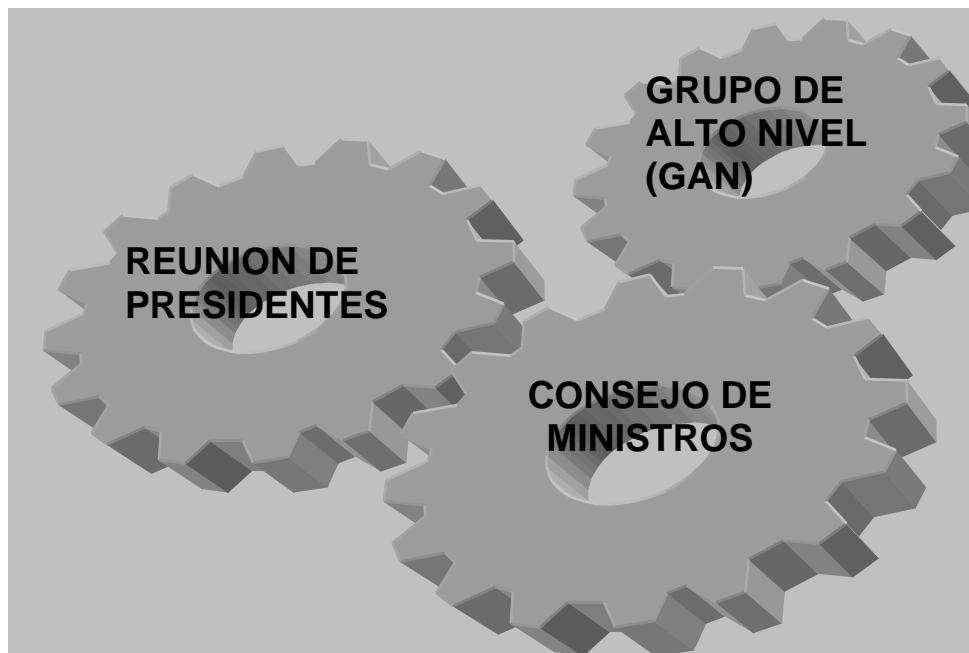 GRUPO DE
ALTO NIVEL
(GAN)
REUNION DE
PRESIDENTES
CONSEJO DE
MINISTROS